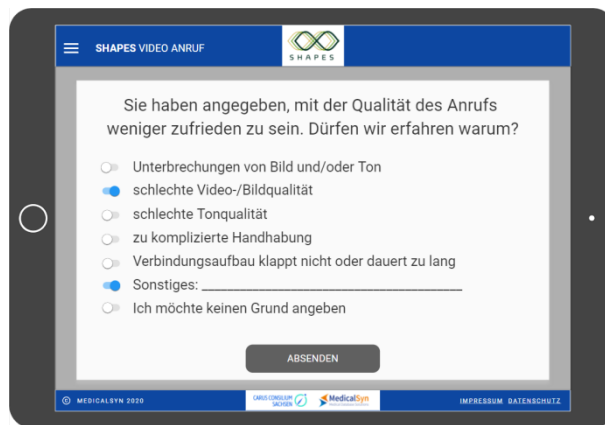 SHAPES VIDEO ANRUF
SHAPES
Sie haben angegeben, mit der Qualität des Anrufs
weniger zufrieden zu sein. Dürfen wir erfahren warum?
Unterbrechungen von Bild und/oder Ton
schlechte Video-/Bildqualität
schlechte Tonqualität
zu komplizierte Handhabung
Verbindungsaufbau klappt nicht oder dauert zu lang
Sonstiges: ____________________________________
Ich möchte keinen Grund angeben
ABSENDEN
© MEDICALSYN 2020
CARUS CONSILIUM
SACHSEN
MedicalSyn
IMPRESSUM DATENSCHUTZ